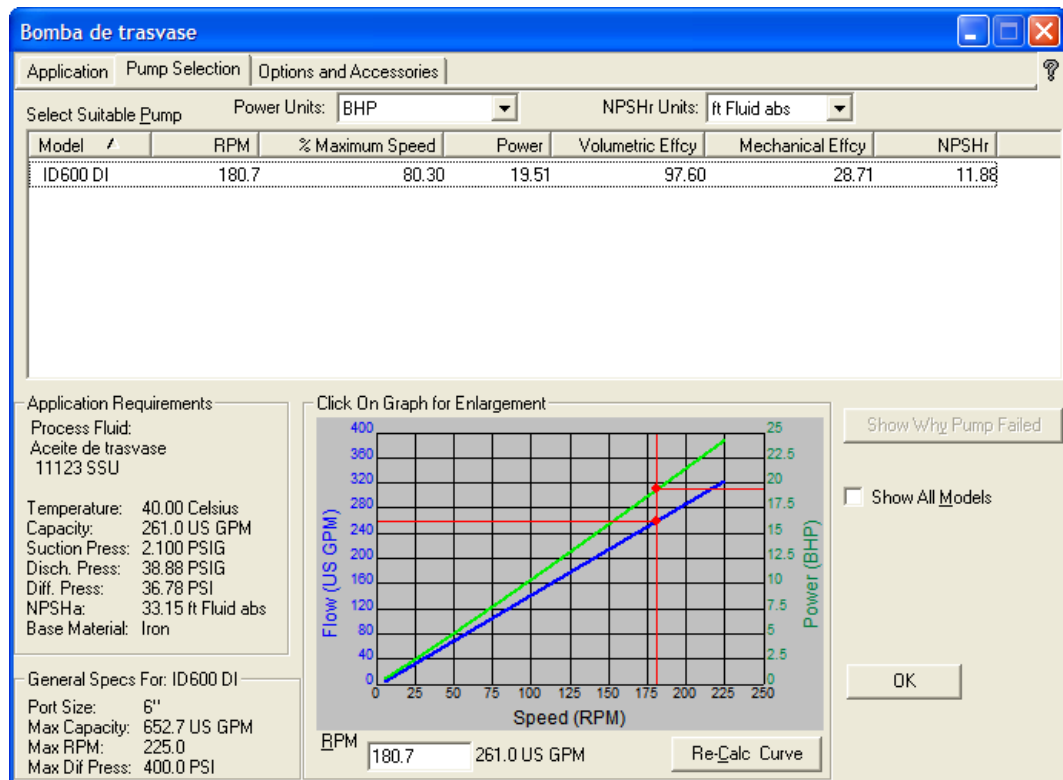 Bomba de trasvase
Application Pump Selection Options and Accessories ?
Select Suitable Pump Power Units: BHP NPSHr Units: ft Fluid abs
Model RPM % Maximum Speed Power Volumetric Effcy Mechanical Effcy NPSHr
ID600 DI 180.7 80.30 19.51 97.60 28.71 11.88
Application Requirements
Process Fluid:
Aceite de trasvase
11123 SSU
Temperature: 40.00 Celsius
Capacity: 261.0 US GPM
Suction Press: 2.100 PSIG
Disch. Press: 38.88 PSIG
Diff. Press: 36.78 PSI
NPSHa: 33.15 ft Fluid abs
Base Material: Iron
General Specs For: ID600 DI
Port Size: 6"
Max Capacity: 652.7 US GPM
Max RPM: 225.0
Max Dif Press: 400.0 PSI
Click On Graph for Enlargement
400 25
360 22.5
320 20
280 17.5
240 15
200 12.5
160 10
120 7.5
80 5
40 2.5
0 0
Flow (US GPM)
Power (BHP)
0 25 50 75 100 125 150 175 200 225 250
Speed (RPM)
RPM 180.7 261.0 US GPM Re-Calc Curve
Show Why Pump Failed
Show All Models
OK